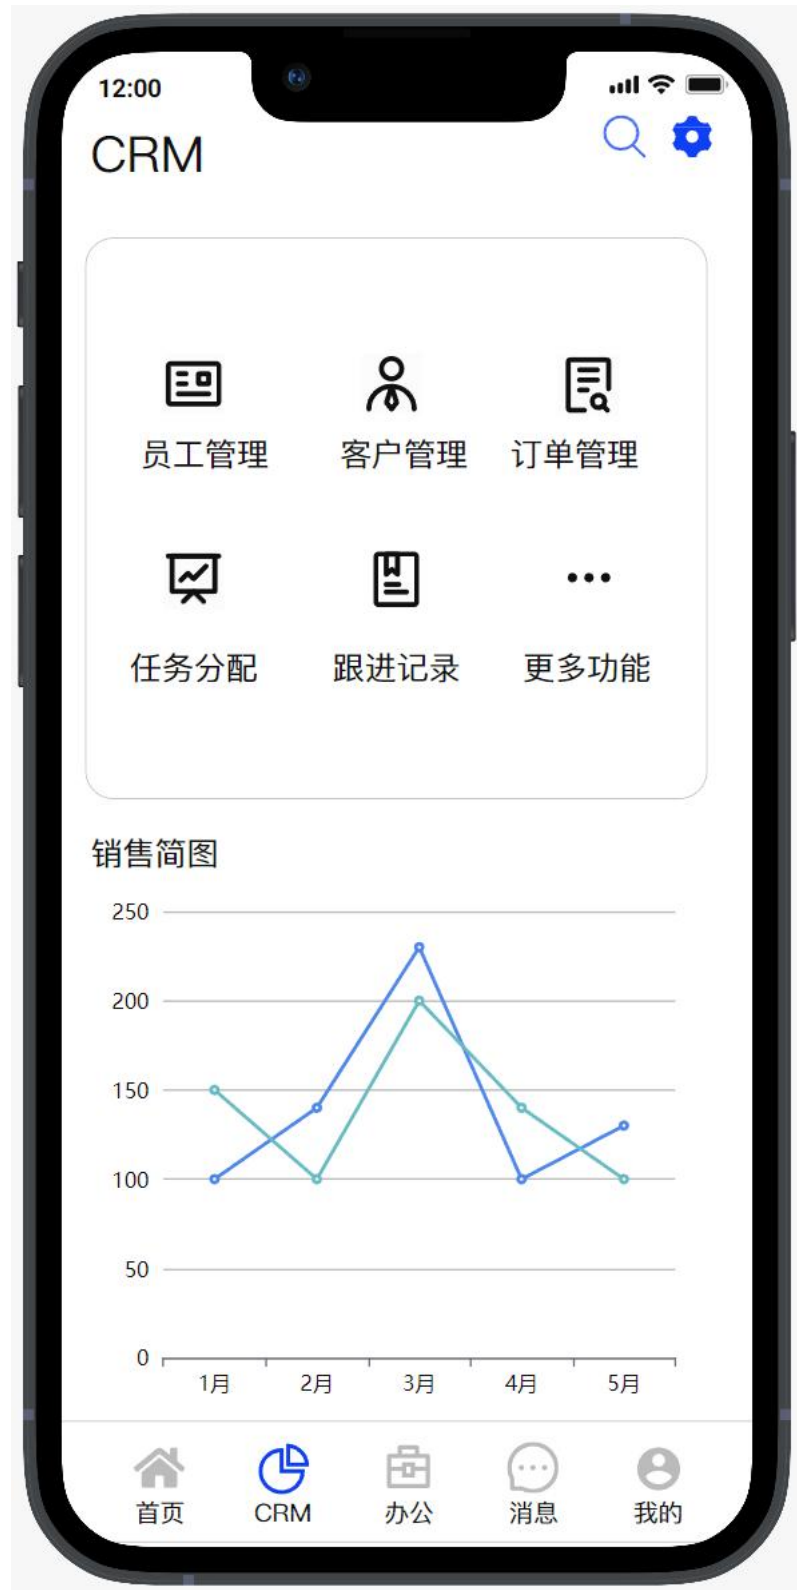 12:00
CRM
员工管理 客户管理 订单管理
任务分配 跟进记录 更多功能
销售简图
250
200
150
100
50
0
1月 2月 3月 4月 5月
首页 CRM 办公 消息 我的